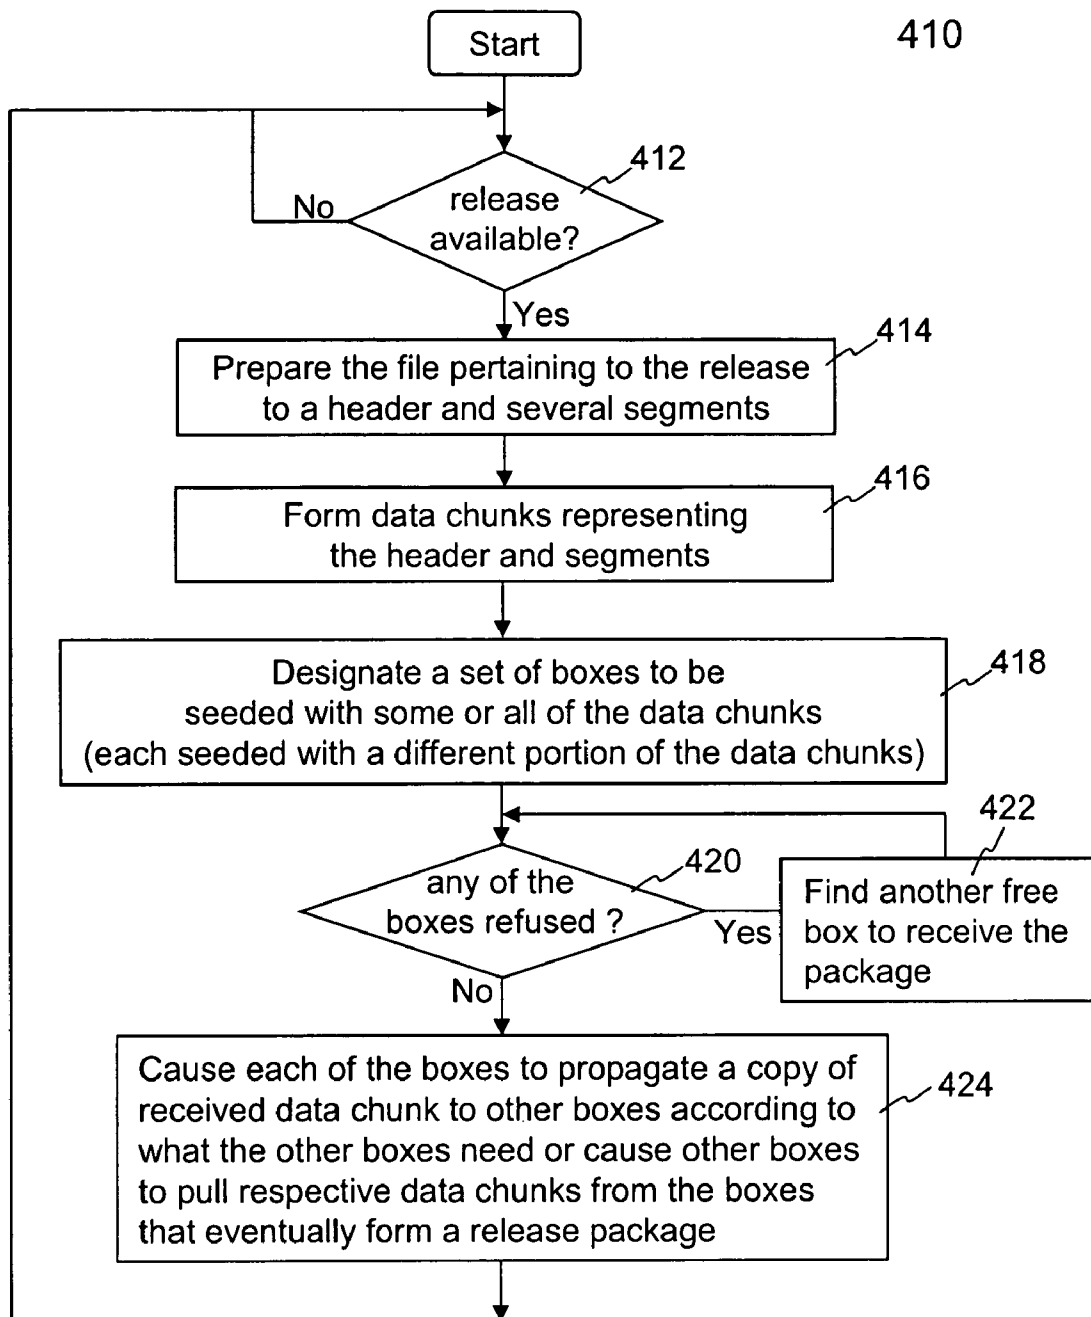 Start
410
412
release
available?
No
Yes
414
Prepare the file pertaining to the release
to a header and several segments
416
Form data chunks representing
the header and segments
418
Designate a set of boxes to be
seeded with some or all of the data chunks
(each seeded with a different portion of the data chunks)
420
any of the
boxes refused ?
Yes
422
Find another free
box to receive the
package
No
424
Cause each of the boxes to propagate a copy of
received data chunk to other boxes according to
what the other boxes need or cause other boxes
to pull respective data chunks from the boxes
that eventually form a release package